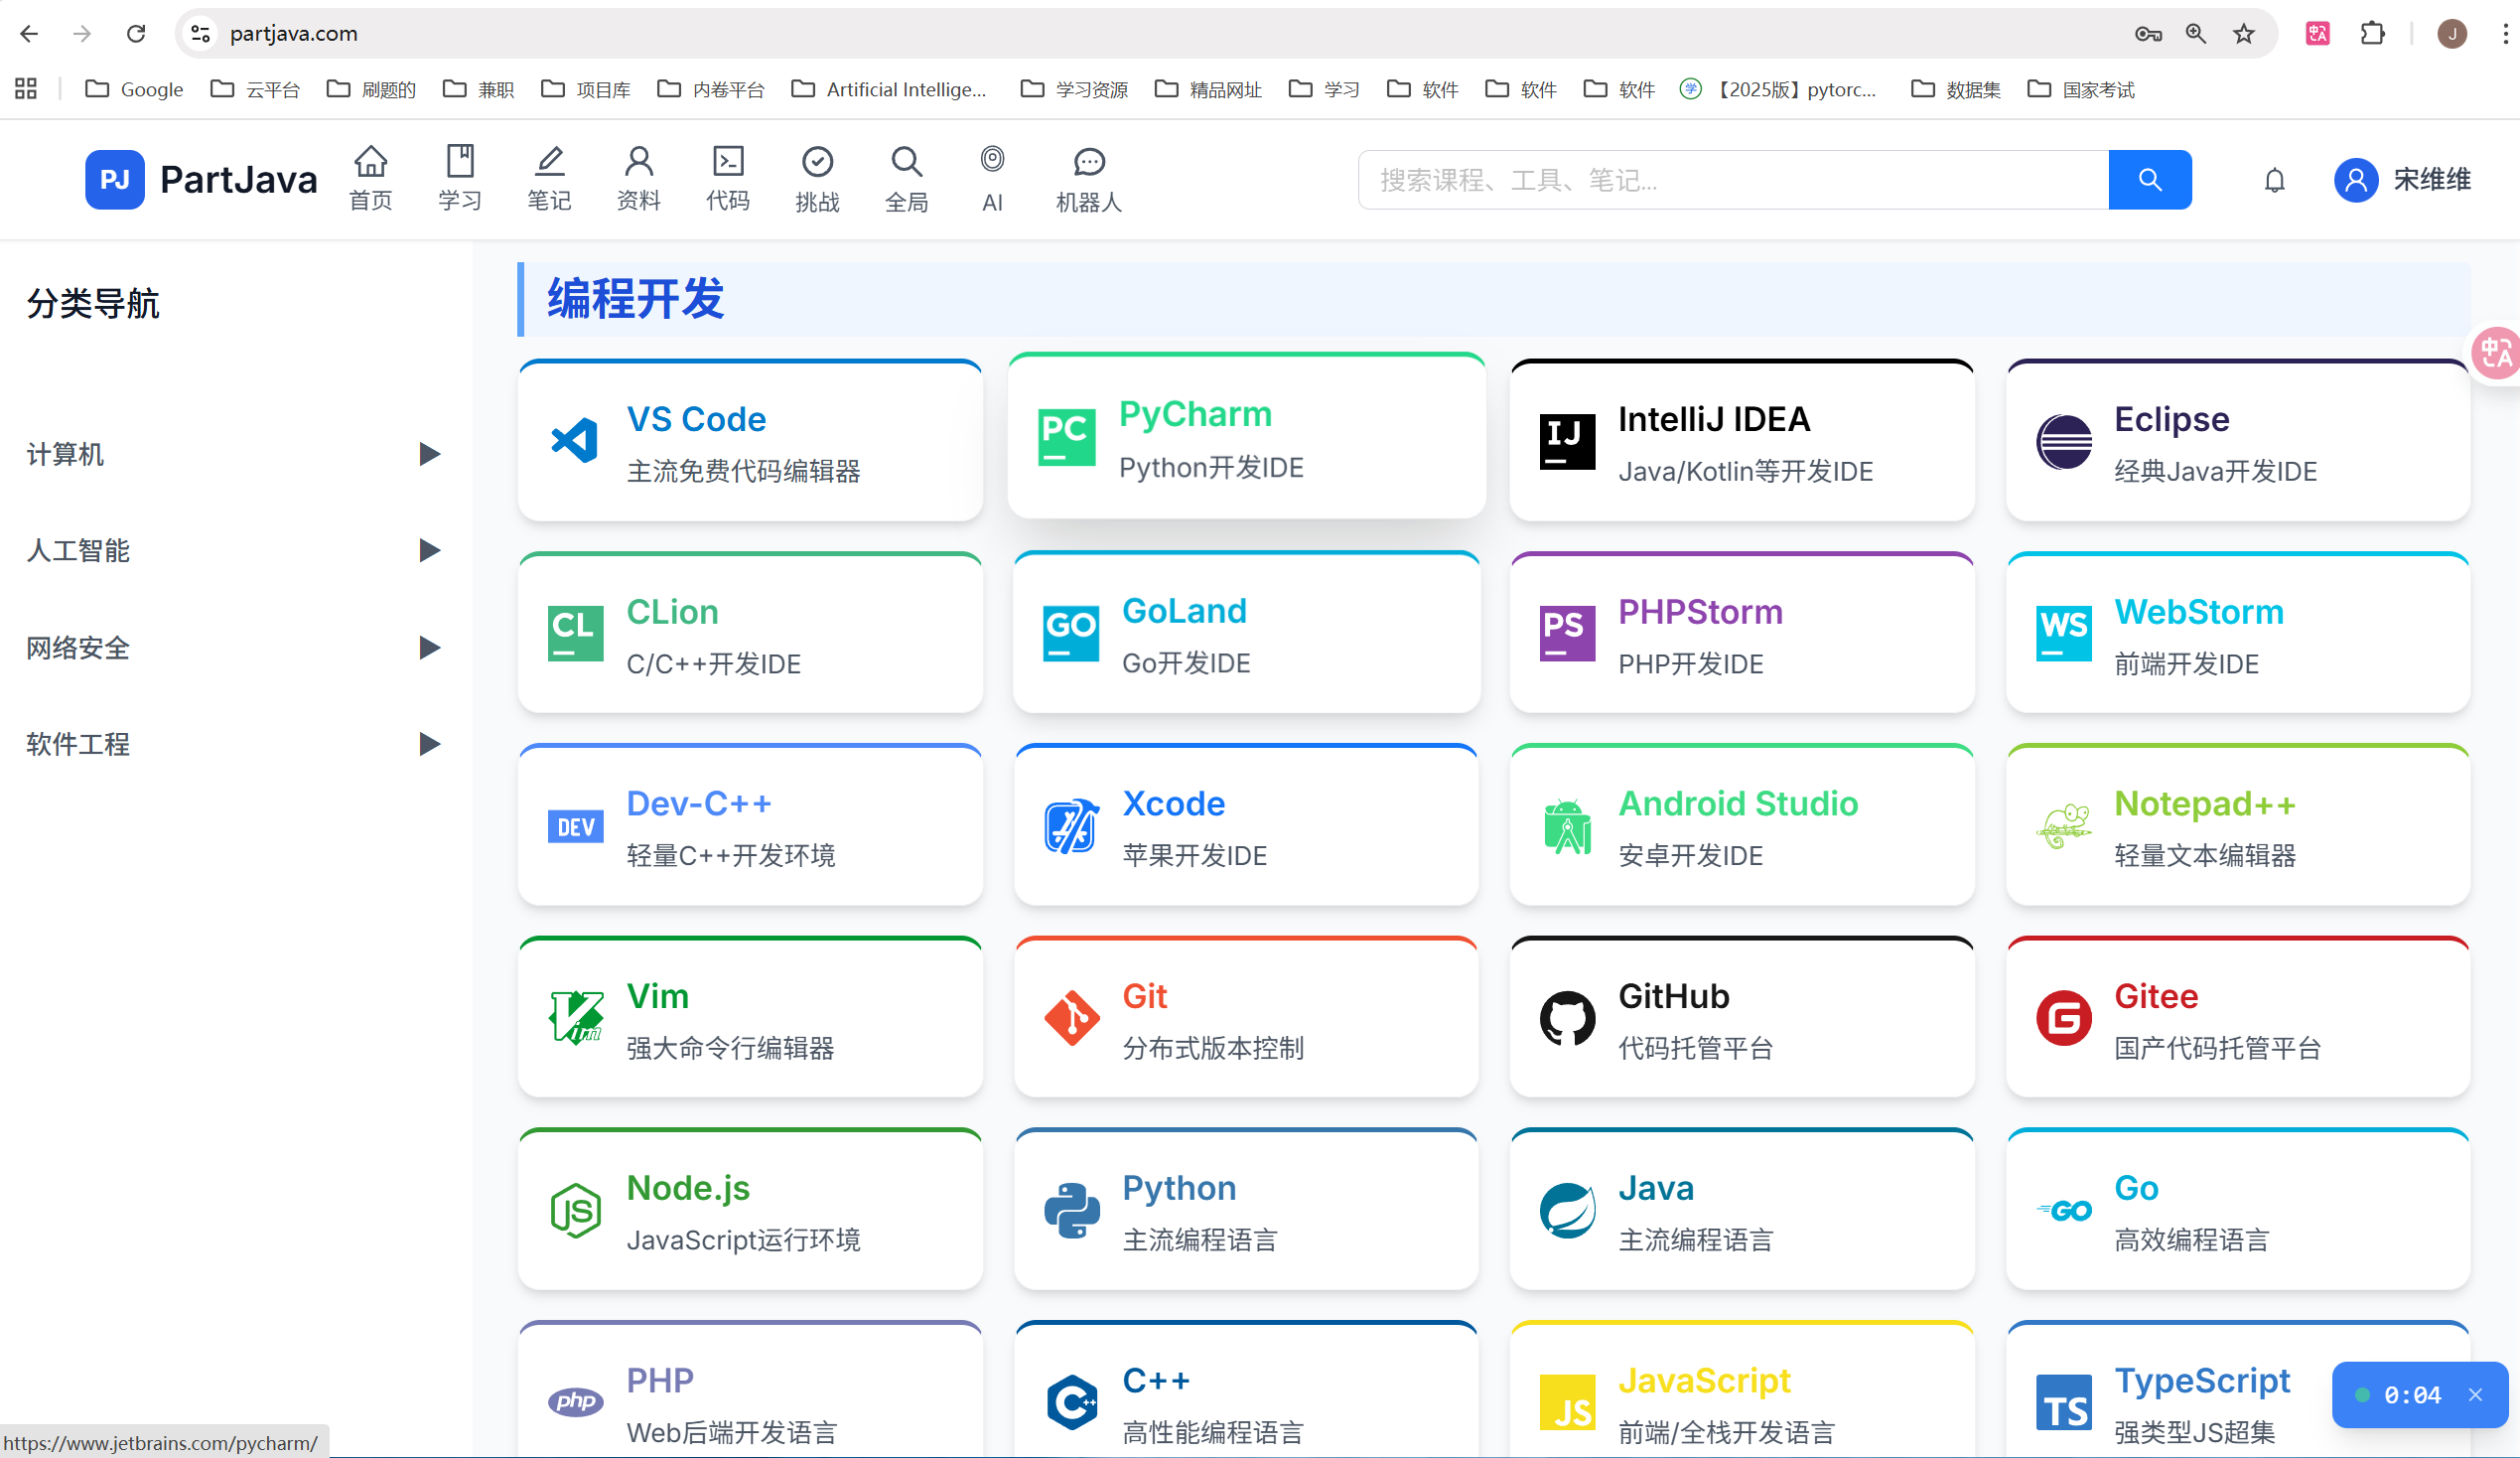 partjava.com
J
Google
云平台
刷题的
兼职
项目库
内卷平台
Artificial Intellige...
学习资源
精品网址
学习
软件
软件
软件
【2025版】pytorc...
数据集
国家考试
PJ PartJava
首页
学习
笔记
资料
代码
挑战
全局
AI
机器人
搜索课程、工具、笔记...
宋维维
分类导航
计算机
人工智能
网络安全
软件工程
编程开发
VS Code
主流免费代码编辑器
PC
PyCharm
Python开发IDE
IJ
IntelliJ IDEA
Java/Kotlin等开发IDE
Eclipse
经典Java开发IDE
CL
CLion
C/C++开发IDE
GO
GoLand
Go开发IDE
PS
PHPStorm
PHP开发IDE
WS
WebStorm
前端开发IDE
DEV
Dev-C++
轻量C++开发环境
Xcode
苹果开发IDE
Android Studio
安卓开发IDE
Notepad++
轻量文本编辑器
Vim
Vim
强大命令行编辑器
Git
分布式版本控制
GitHub
代码托管平台
G
Gitee
国产代码托管平台
JS
Node.js
JavaScript运行环境
Python
主流编程语言
Java
主流编程语言
GO
Go
高效编程语言
php
PHP
Web后端开发语言
C++
C++
高性能编程语言
JS
JavaScript
前端/全栈开发语言
TS
TypeScript
强类型JS超集
0:04
https://www.jetbrains.com/pycharm/